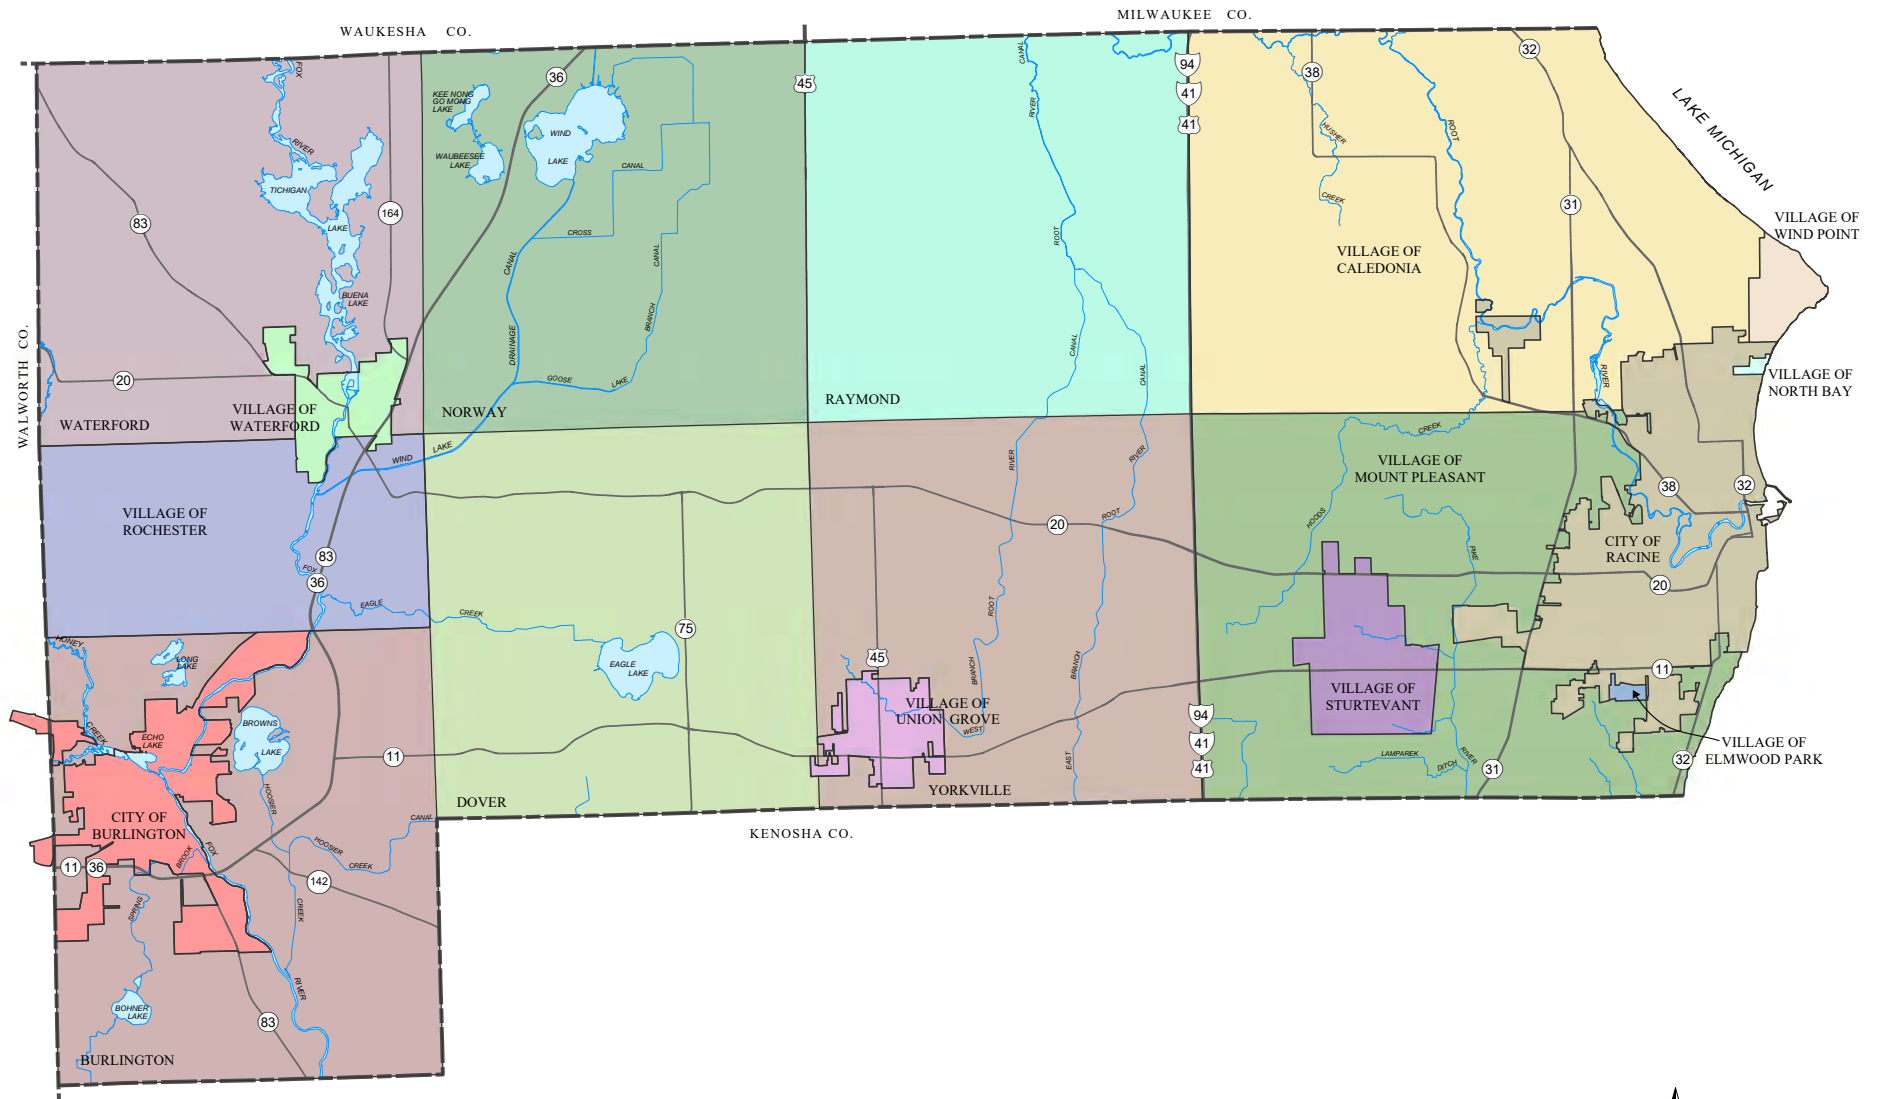 WAUKESHA CO.
MILWAUKEE CO.
WALWORTH CO.
KENOSHA CO.
LAKE MICHIGAN
FOX
RIVER
TICHIGAN
LAKE
BUENA
LAKE
83
164
20
WATERFORD
VILLAGE OF
WATERFORD
KEE NONG
GO MONG
LAKE
WAUBEESEE
LAKE
WIND
LAKE
36
45
CANAL
CROSS
CANAL
BRANCH
CANAL
DRAINAGE
GOOSE
LAKE
NORWAY
WIND
LAKE
CANAL
RIVER
ROOT
CANAL
CANAL
RAYMOND
94
41
41
38
32
HUSHER
CREEK
ROOT
31
VILLAGE OF
CALEDONIA
RIVER
VILLAGE OF
WIND POINT
VILLAGE OF
NORTH BAY
VILLAGE OF
ROCHESTER
83
FOX
36
EAGLE
CREEK
75
EAGLE
LAKE
DOVER
RIVER
ROOT
BRANCH
WEST
RIVER
ROOT
BRANCH
EAST
20
45
VILLAGE OF
UNION GROVE
YORKVILLE
94
41
41
CREEK
HOODS
VILLAGE OF
MOUNT PLEASANT
PIKE
RIVER
38
32
CITY OF
RACINE
20
11
VILLAGE OF
STURTEVANT
LAMPAREK
DITCH
31
32
VILLAGE OF
ELMWOOD PARK
HONEY
CREEK
LONG
LAKE
ECHO
LAKE
BROWNS
LAKE
11
CITY OF
BURLINGTON
HOOSIER
CREEK
HOOSIER
CREEK
CANAL
FOX
BROOK
SPRING
11
36
142
RIVER
83
BOHNER
LAKE
BURLINGTON